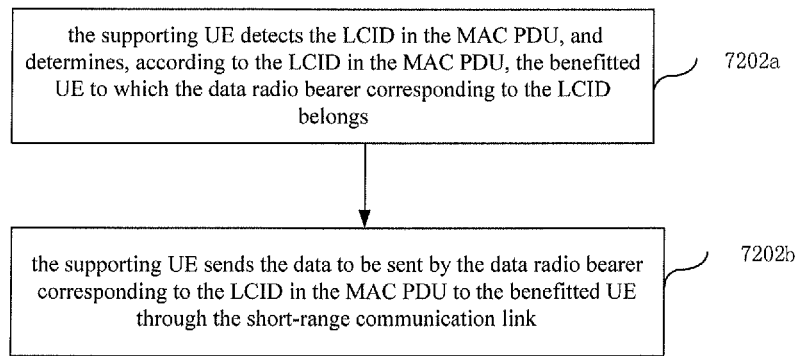 the supporting UE detects the LCID in the MAC PDU, and
determines, according to the LCID in the MAC PDU, the benefitted
UE to which the data radio bearer corresponding to the LCID
belongs
7202a
the supporting UE sends the data to be sent by the data radio bearer
corresponding to the LCID in the MAC PDU to the benefitted UE
through the short-range communication link
7202b